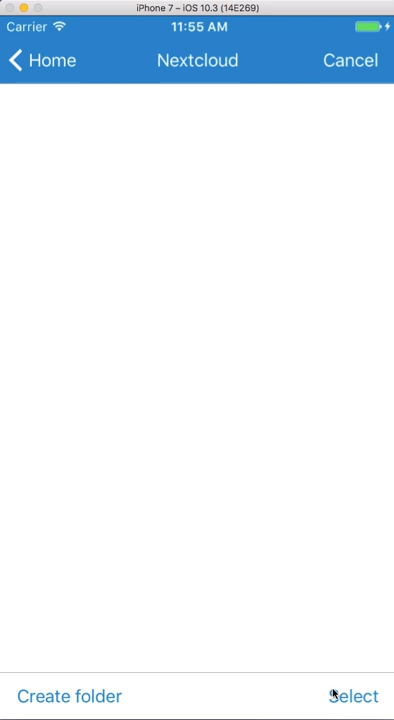 iPhone 7 – iOS 10.3 (14E269)
Carrier 11:55 AM
Home Nextcloud Cancel
Create folder Select